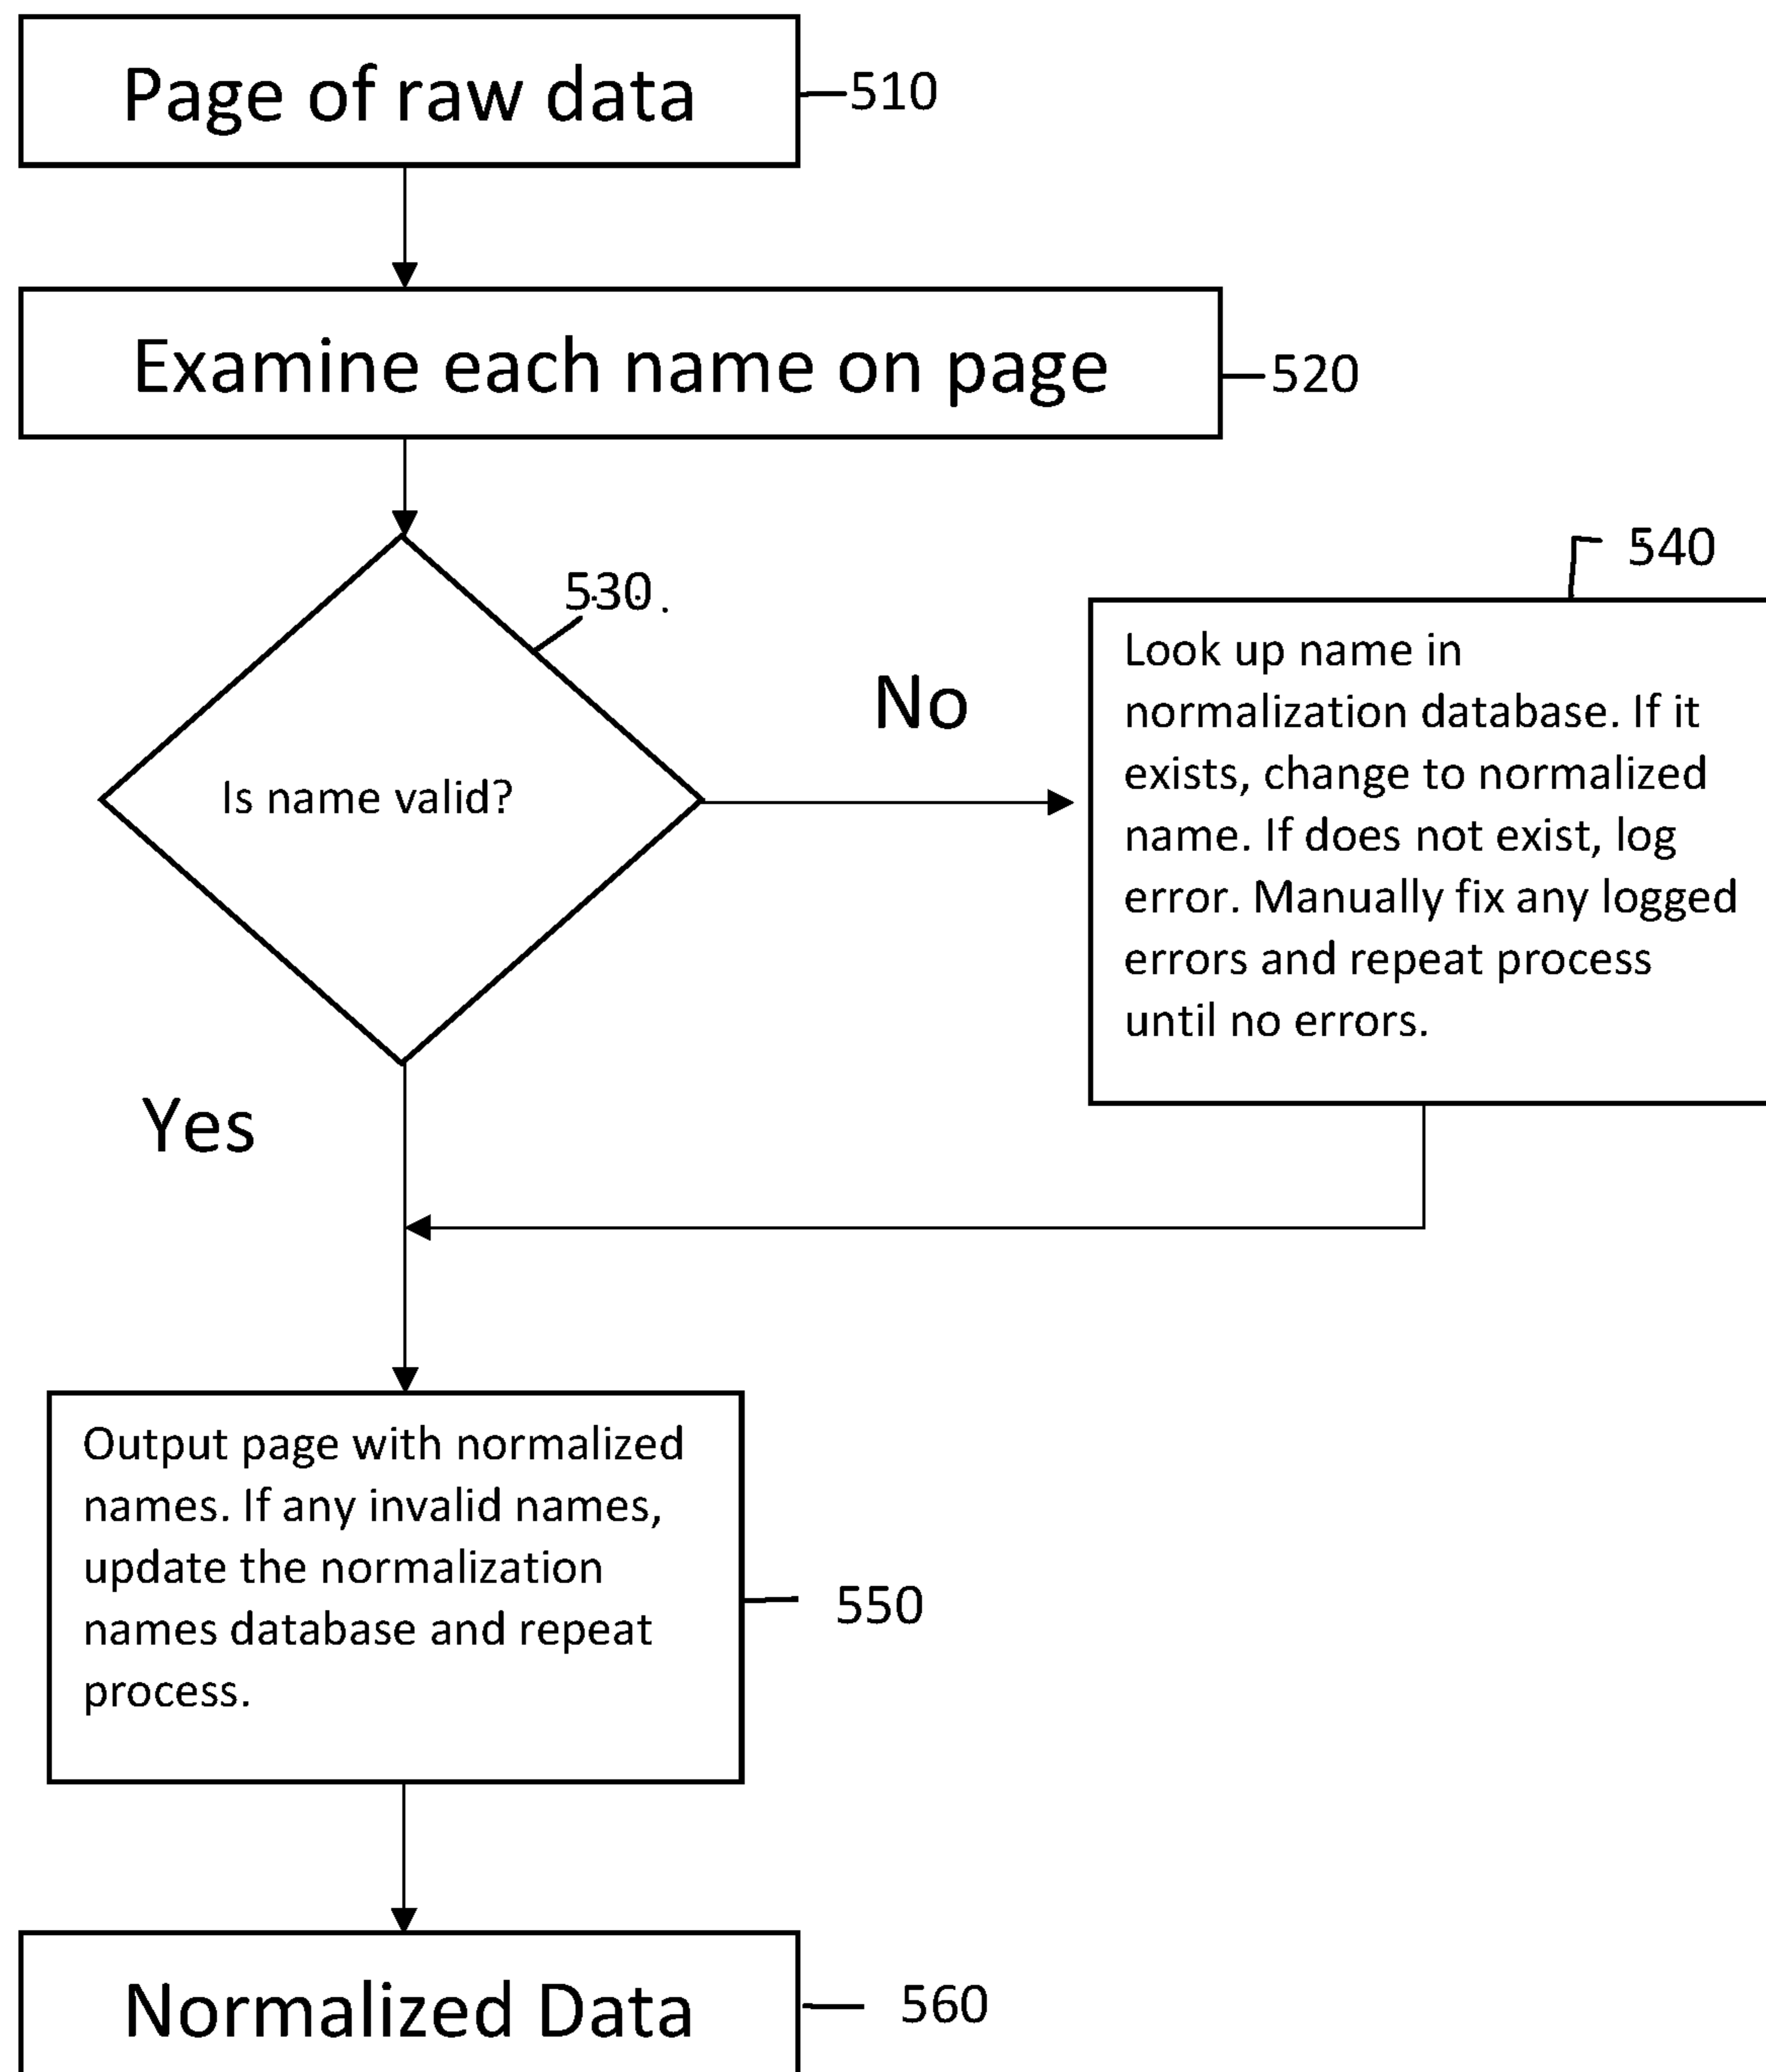 Page of raw data
510
Examine each name on page
520
530.
540
No
Is name valid?
Look up name in
normalization database. If it
exists, change to normalized
name. If does not exist, log
error. Manually fix any logged
errors and repeat process
until no errors.
Yes
Output page with normalized
names. If any invalid names,
update the normalization
names database and repeat
process.
550
Normalized Data
560